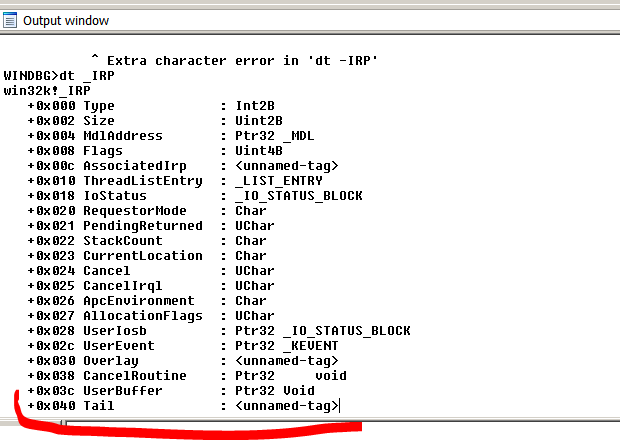 Output window
^ Extra character error in 'dt -IRP'
WINDBG>dt _IRP
win32k!_IRP
+0x000 Type : Int2B
+0x002 Size : Uint2B
+0x004 MdlAddress : Ptr32 _MDL
+0x008 Flags : Uint4B
+0x00c AssociatedIrp : <unnamed-tag>
+0x010 ThreadListEntry : _LIST_ENTRY
+0x018 IoStatus : _IO_STATUS_BLOCK
+0x020 RequestorMode : Char
+0x021 PendingReturned : UChar
+0x022 StackCount : Char
+0x023 CurrentLocation : Char
+0x024 Cancel : UChar
+0x025 CancelIrql : UChar
+0x026 ApcEnvironment : Char
+0x027 AllocationFlags : UChar
+0x028 UserIosb : Ptr32 _IO_STATUS_BLOCK
+0x02c UserEvent : Ptr32 _KEVENT
+0x030 Overlay : <unnamed-tag>
+0x038 CancelRoutine : Ptr32 void
+0x03c UserBuffer : Ptr32 Void
+0x040 Tail : <unnamed-tag>